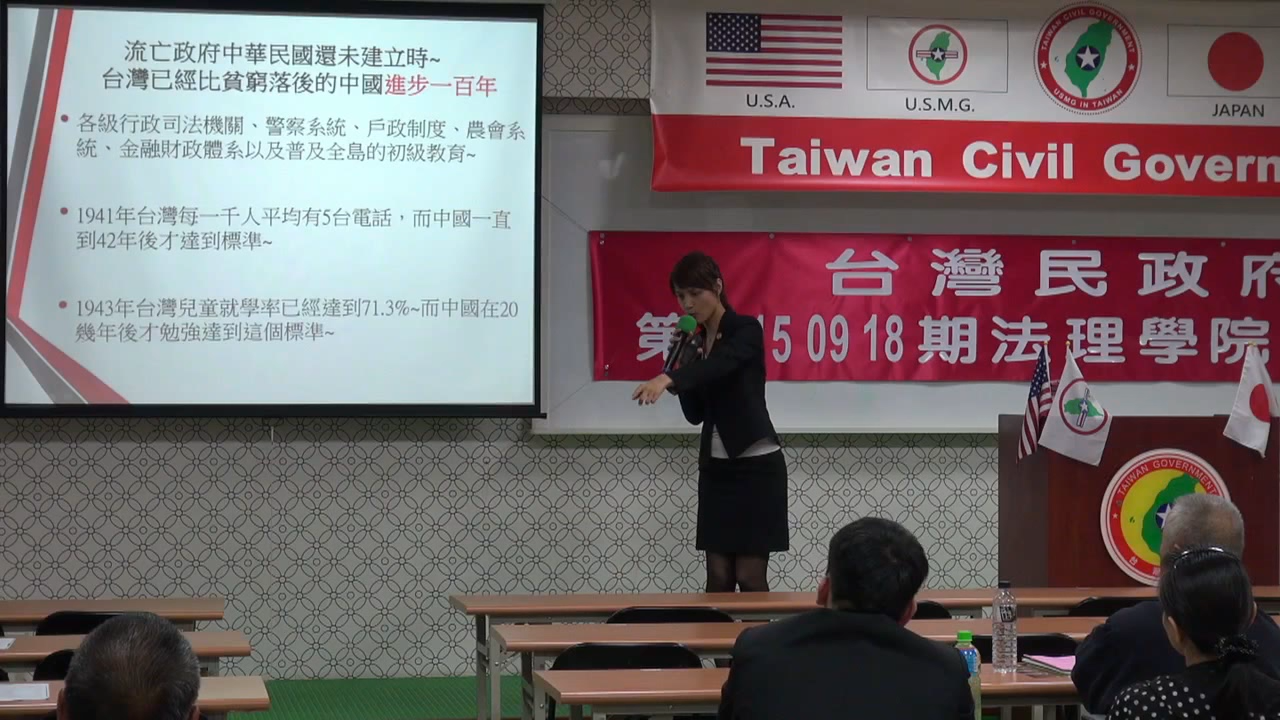 流亡政府中華民國還未建立時~
台灣已經比貧窮落後的中國進步一百年
• 各級行政司法機關、警察系統、戶政制度、農會系
統、金融財政體系以及普及全島的初級教育~
• 1941年台灣每一千人平均有5台電話，而中國一直
到42年後才達到標準~
• 1943年台灣兒童就學率已經達到71.3%~而中國在20
幾年後才勉強達到這個標準~
U.S.A.
U.S.M.G.
TAIWAN CIVIL GOVERNMENT
USMG IN TAIWAN
JAPAN
Taiwan Civil Govern
台灣民政府
第 15 09 18 期法理學院
TAIWAN GOVERNMENT
台